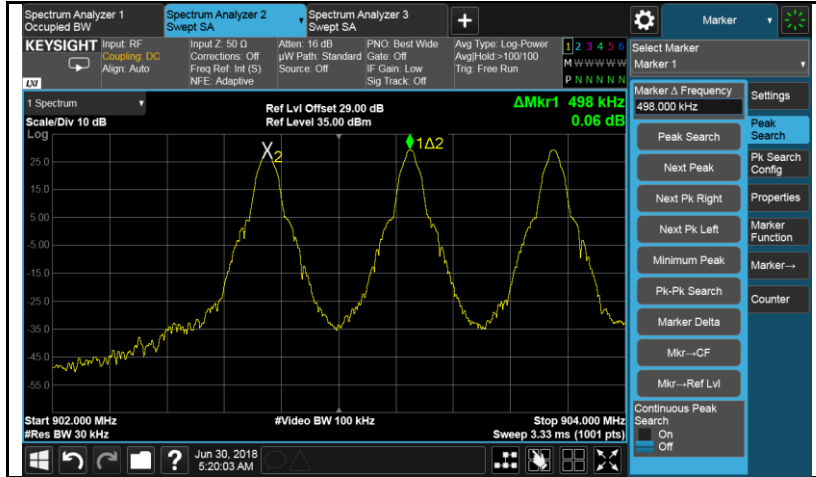 Spectrum Analyzer 1
Occupied BW
Spectrum Analyzer 2
Swept SA
Spectrum Analyzer 3
Swept SA
Marker
KEYSIGHT
LXI
Input: RF
Coupling: DC
Align: Auto
Input Z: 50 Ω
Corrections: Off
Freq Ref: Int (S)
NFE: Adaptive
Atten: 16 dB
µW Path: Standard
Source: Off
PNO: Best Wide
Gate: Off
IF Gain: Low
Sig Track: Off
Avg Type: Log-Power
Avg|Hold:>100/100
Trig: Free Run
1 2 3 4 5 6
M W W W W W
P N N N N N
Select Marker
Marker 1
1 Spectrum
Scale/Div 10 dB
Log
Ref Lvl Offset 29.00 dB
Ref Level 35.00 dBm
ΔMkr1 498 kHz
0.06 dB
X2
1Δ2
25.0
15.0
5.00
-5.00
-15.0
-25.0
-35.0
-45.0
-55.0
Start 902.000 MHz
#Res BW 30 kHz
#Video BW 100 kHz
Stop 904.000 MHz
Sweep 3.33 ms (1001 pts)
Marker Δ Frequency
498.000 kHz
Peak Search
Next Peak
Next Pk Right
Next Pk Left
Minimum Peak
Pk-Pk Search
Marker Delta
Mkr→CF
Mkr→Ref Lvl
Continuous Peak
Search
On
Off
Settings
Peak
Search
Pk Search
Config
Properties
Marker
Function
Marker→
Counter
?
Jun 30, 2018
5:20:03 AM